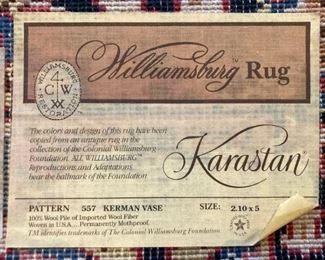 Williamsburg™ Rug
WILLIAMSBURG
CW
RESTORATION
The colors and design of this rug have been
copied from an antique rug in the
collection of the Colonial Williamsburg
Foundation. ALL WILLIAMSBURG™
Reproductions and Adaptations
bear the hallmark of the Foundation
Karastan®
PATTERN 557 KERMAN VASE SIZE: 2.10 x 5
100% Wool Pile of Imported Wool Fiber
Woven in U.S.A... Permanently Mothproof.
TM identifies trademarks of The Colonial Williamsburg Foundation.